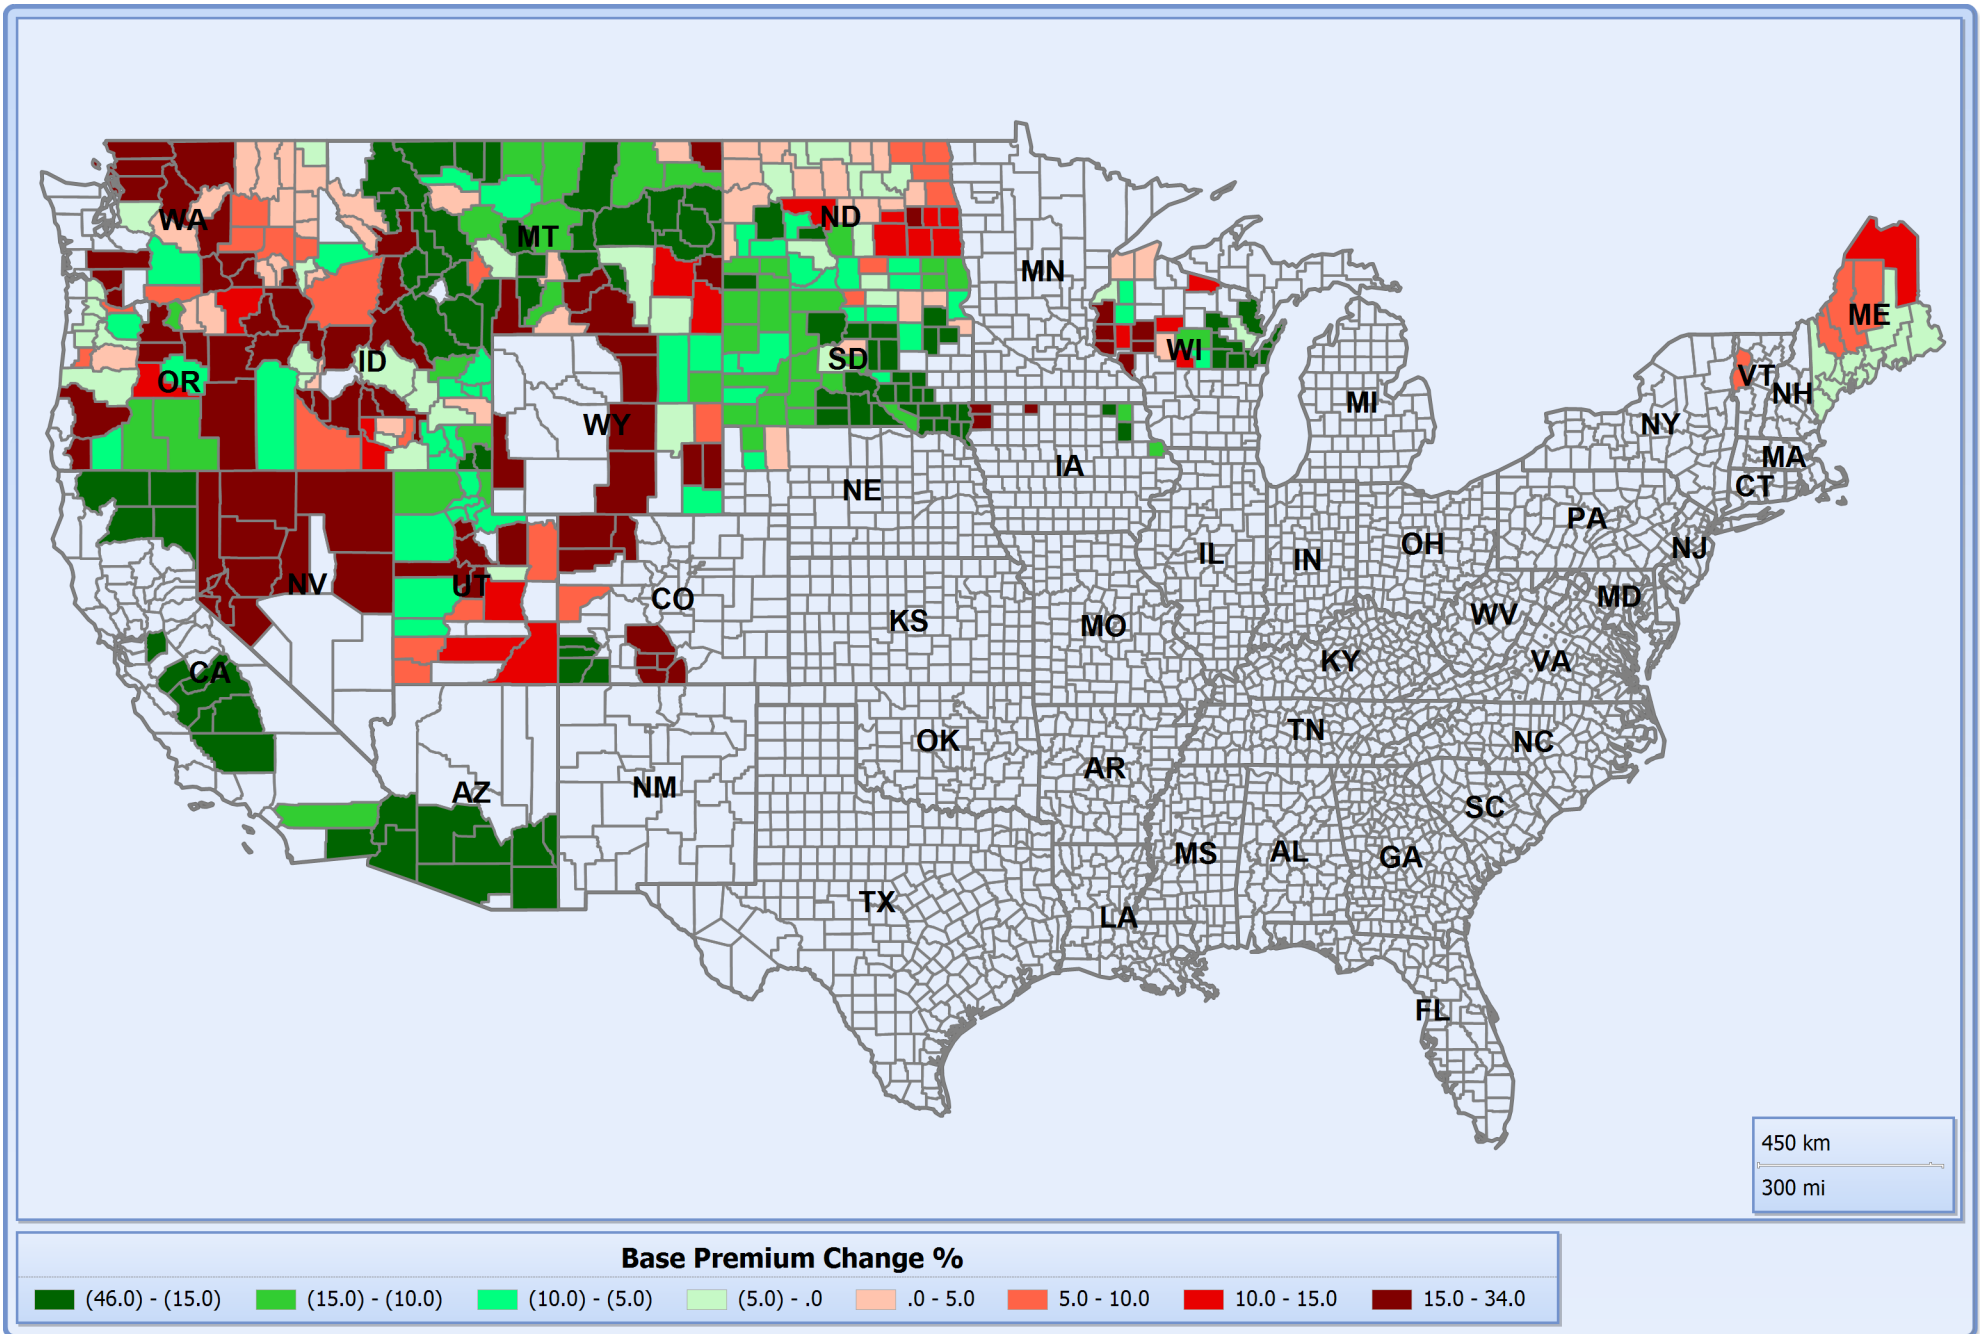 WA
MT
ND
MN
ME
ID
OR
SD
WI
VT
NH
MI
NY
WY
MA
CT
IA
NE
PA
NJ
IL
IN
OH
NV
UT
CO
MD
WV
KS
MO
KY
VA
CA
OK
TN
NC
AZ
NM
AR
SC
MS
AL
GA
TX
LA
FL
450 km
300 mi
Base Premium Change %
(46.0) - (15.0)
(15.0) - (10.0)
(10.0) - (5.0)
(5.0) - .0
.0 - 5.0
5.0 - 10.0
10.0 - 15.0
15.0 - 34.0